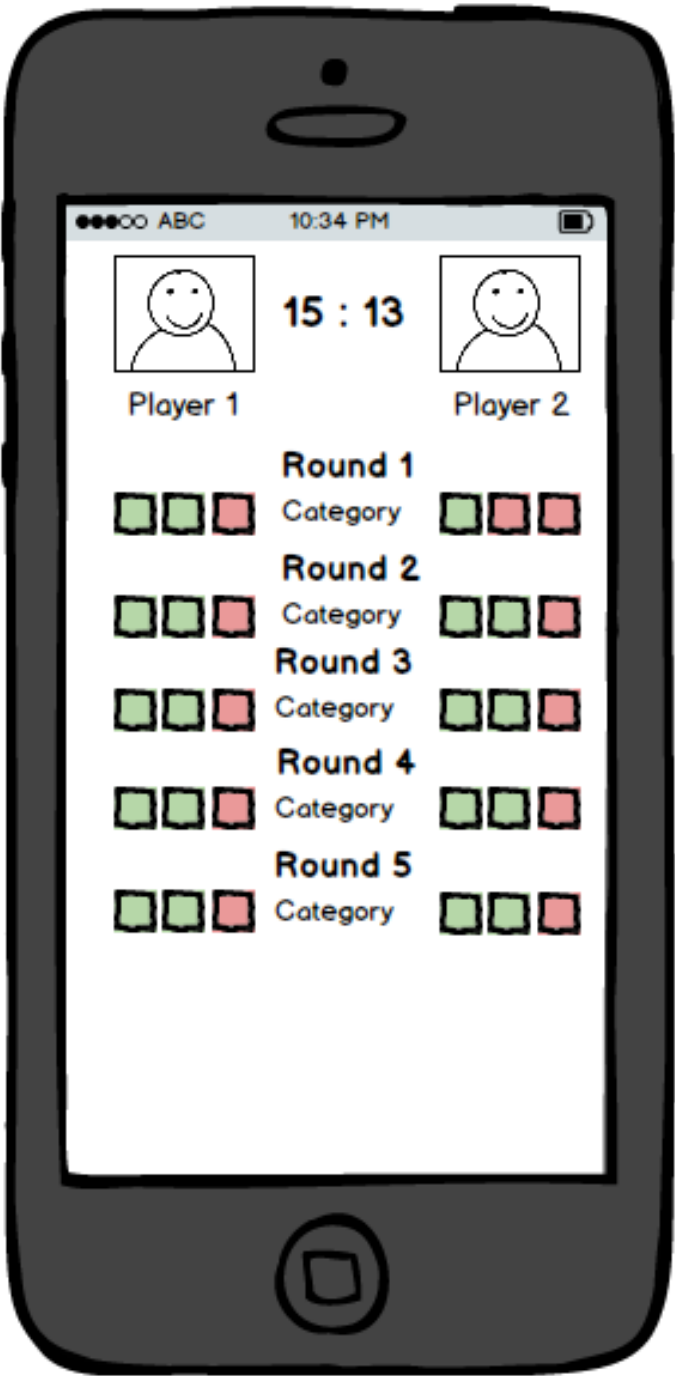 ABC 10:34 PM
15 : 13
Player 1 Player 2
Round 1
Category
Round 2
Category
Round 3
Category
Round 4
Category
Round 5
Category